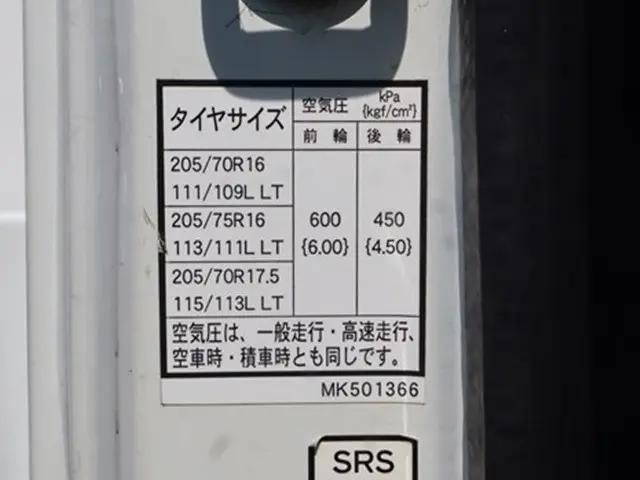 タイヤサイズ 空気圧 kPa {kgf/cm²}
前輪 後輪
205/70R16
111/109L LT
205/75R16 600 450
113/111L LT {6.00} {4.50}
205/70R17.5
115/113L LT
空気圧は、一般走行・高速走行、
空車時・積車時とも同じです。
MK501366
SRS